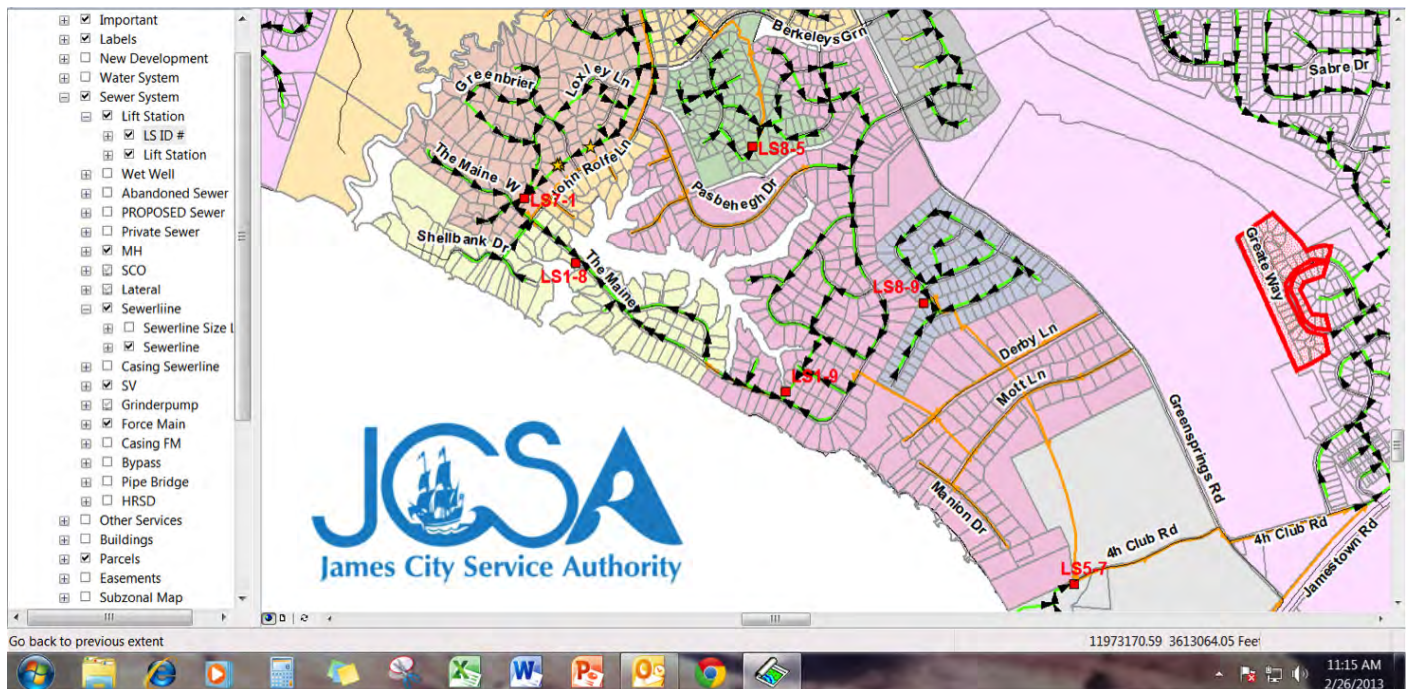 Important
Labels
New Development
Water System
Sewer System
Lift Station
LS ID #
Lift Station
Wet Well
Abandoned Sewer
PROPOSED Sewer
Private Sewer
MH
SCO
Lateral
Sewerliine
Sewerline Size L
Sewerline
Casing Sewerline
SV
Grinderpump
Force Main
Casing FM
Bypass
Pipe Bridge
HRSD
Other Services
Buildings
Parcels
Easements
Subzonal Map
BerkeleysGrn
Sabre Dr
Greenbrier
Loxley Ln
LS8-5
The Maine W
John Rolfe Ln
LS7-1
Pasbehegh Dr
Shellbank Dr
LS1-8
The Maine
Greate Way
LS8-9
Derby Ln
Mott Ln
LS1-9
Greensprings Rd
Manion Dr
4h Club Rd
4h Club Rd
Jamestown Rd
LS5-7
JCSA
James City Service Authority
Go back to previous extent
11973170.59 3613064.05 Feet
11:15 AM
2/26/2013